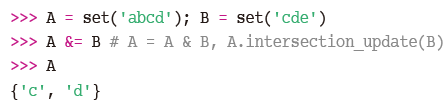 >>> A = set('abcd'); B = set('cde')
>>> A &= B # A = A & B, A.intersection_update(B)
>>> A
{'c', 'd'}